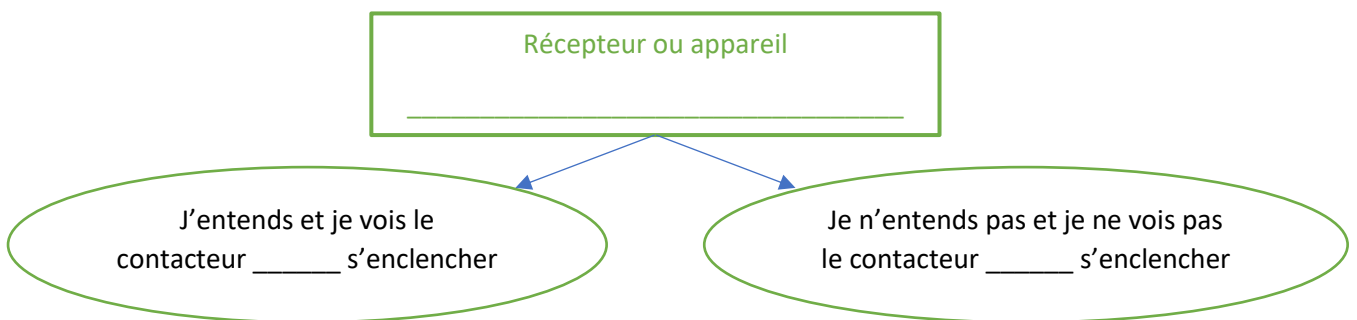 Récepteur ou appareil
__________________________________
J’entends et je vois le
contacteur ______ s’enclencher
Je n’entends pas et je ne vois pas
le contacteur ______ s’enclencher